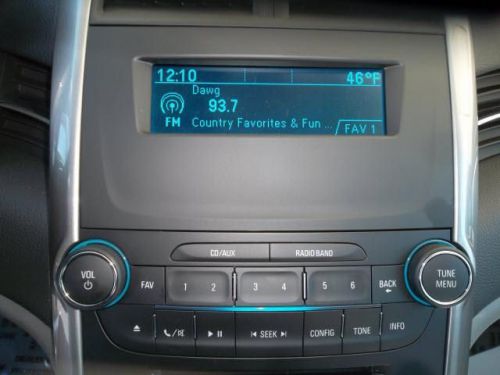 12:10 46°F
Dawg
93.7
FM Country Favorites & Fun ...
FAV 1
CD/AUX RADIO BAND
VOL FAV 1 2 3 4 5 6 BACK TUNE
MENU
SEEK CONFIG TONE INFO